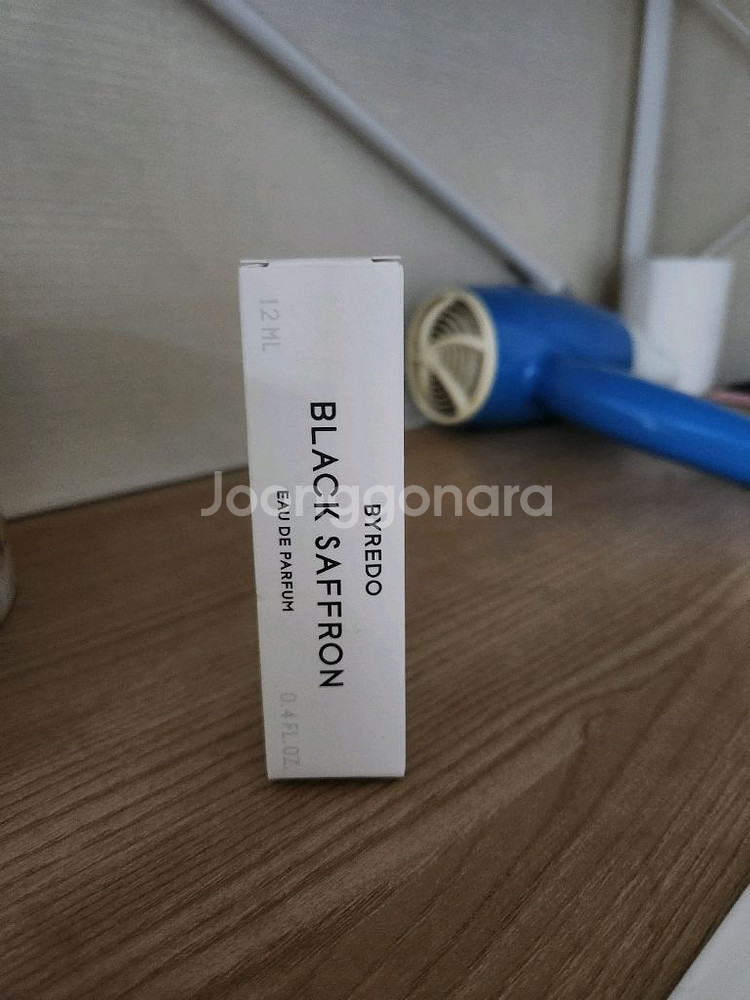 12 ML
BYREDO
BLACK SAFFRON
EAU DE PARFUM
0.4 FL.OZ.
Joonggonara